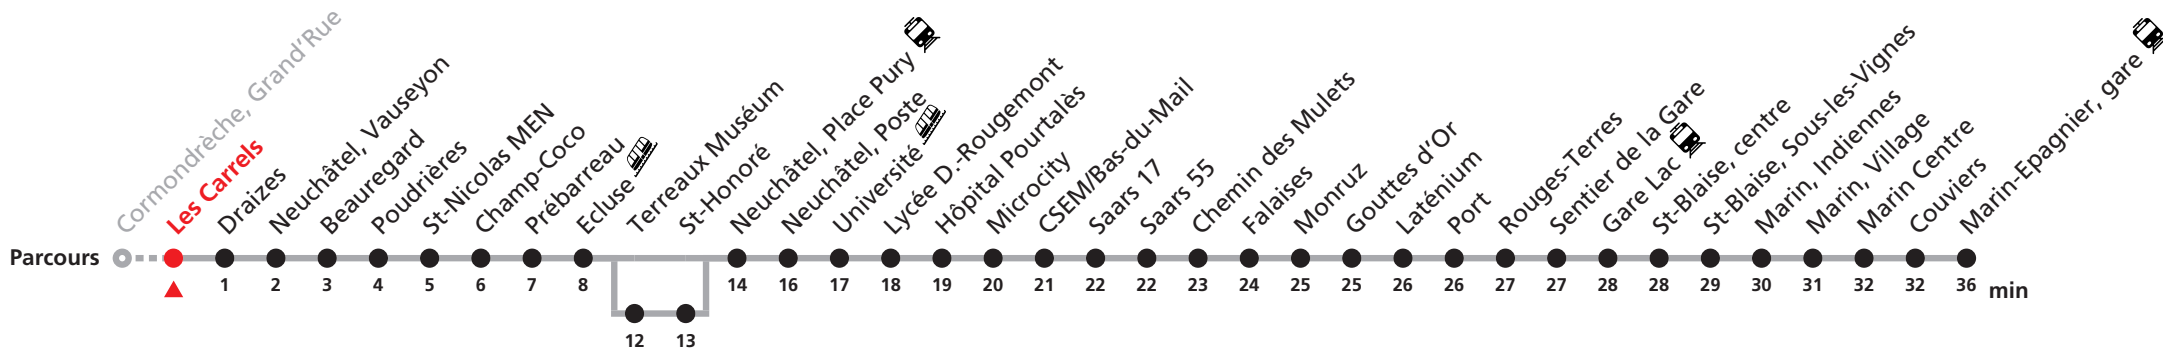 Cormondrèche, Grand'Rue
Les Carrels
Draizes
Neuchâtel, Vauseyon
Beauregard
Poudrières
St-Nicolas MEN
Champ-Coco
Prébarreau
Ecluse
Terreaux Muséum
St-Honoré
Neuchâtel, Place Pury
Neuchâtel, Poste
Université
Lycée D.-Rougemont
Hôpital Pourtalès
Microcity
CSEM/Bas-du-Mail
Saars 17
Saars 55
Chemin des Mulets
Falaises
Monruz
Gouttes d'Or
Laténium
Port
Rouges-Terres
Sentier de la Gare
Gare Lac
St-Blaise, centre
St-Blaise, Sous-les-Vignes
Marin, Indiennes
Marin, Village
Marin Centre
Couviers
Marin-Epagnier, gare
Parcours
1 2 3 4 5 6 7 8 14 16 17 18 19 20 21 22 22 23 24 25 25 26 26 27 27 28 28 29 30 31 32 32 36 min
12 13